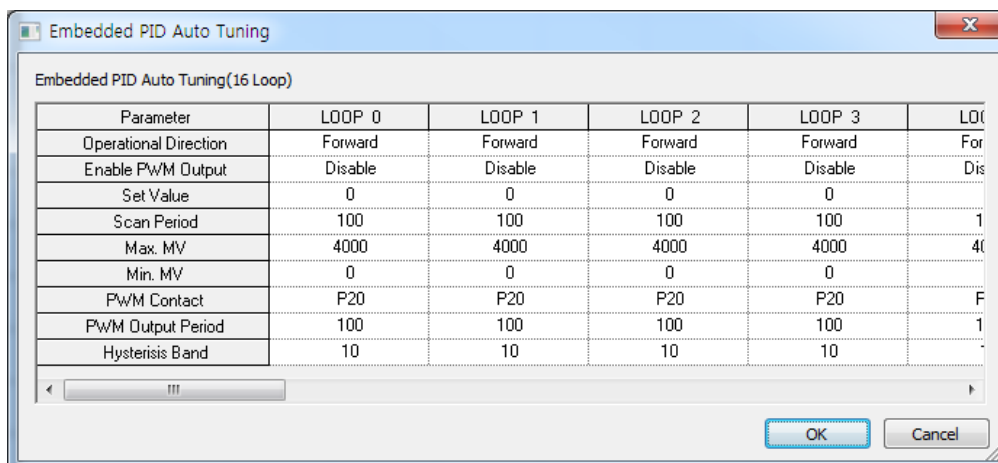 Embedded PID Auto Tuning
Embedded PID Auto Tuning(16 Loop)
Parameter LOOP 0 LOOP 1 LOOP 2 LOOP 3
Operational Direction Forward Forward Forward Forward
Enable PWM Output Disable Disable Disable Disable
Set Value 0 0 0 0
Scan Period 100 100 100 100
Max. MV 4000 4000 4000 4000
Min. MV 0 0 0 0
PWM Contact P20 P20 P20 P20
PWM Output Period 100 100 100 100
Hysterisis Band 10 10 10 10
OK Cancel